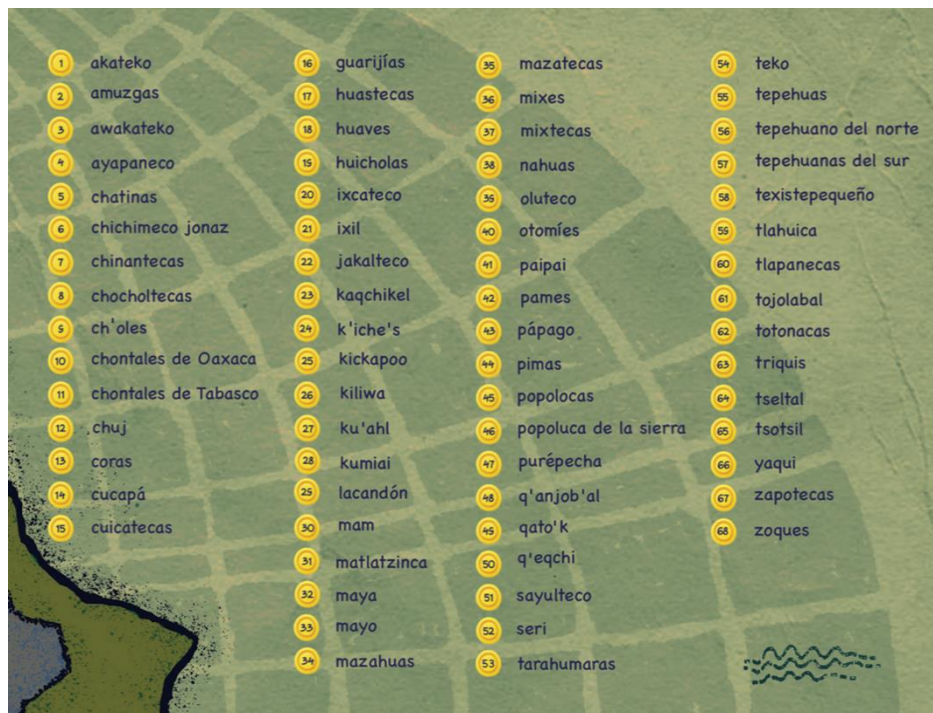 1 akateko
2 amuzgas
3 awakateko
4 ayapaneco
5 chatinas
6 chichimeco jonaz
7 chinantecas
8 chocholtecas
9 ch'oles
10 chontales de Oaxaca
11 chontales de Tabasco
12 chuj
13 coras
14 cucapá
15 cuicatecas
16 guarijías
17 huastecas
18 huaves
19 huicholas
20 ixcateco
21 ixil
22 jakalteco
23 kaqchikel
24 k'iche's
25 kickapoo
26 kiliwa
27 ku'ahl
28 kumiai
29 lacandón
30 mam
31 matlatzinca
32 maya
33 mayo
34 mazahuas
35 mazatecas
36 mixes
37 mixtecas
38 nahuas
39 oluteco
40 otomíes
41 paipai
42 pames
43 pápago
44 pimas
45 popolocas
46 popoluca de la sierra
47 purépecha
48 q'anjob'al
49 qato'k
50 q'eqchi
51 sayulteco
52 seri
53 tarahumaras
54 teko
55 tepehuas
56 tepehuano del norte
57 tepehuanas del sur
58 texistepequeño
59 tlahuica
60 tlapanecas
61 tojolabal
62 totonacas
63 triquis
64 tseltal
65 tsotsil
66 yaqui
67 zapotecas
68 zoques